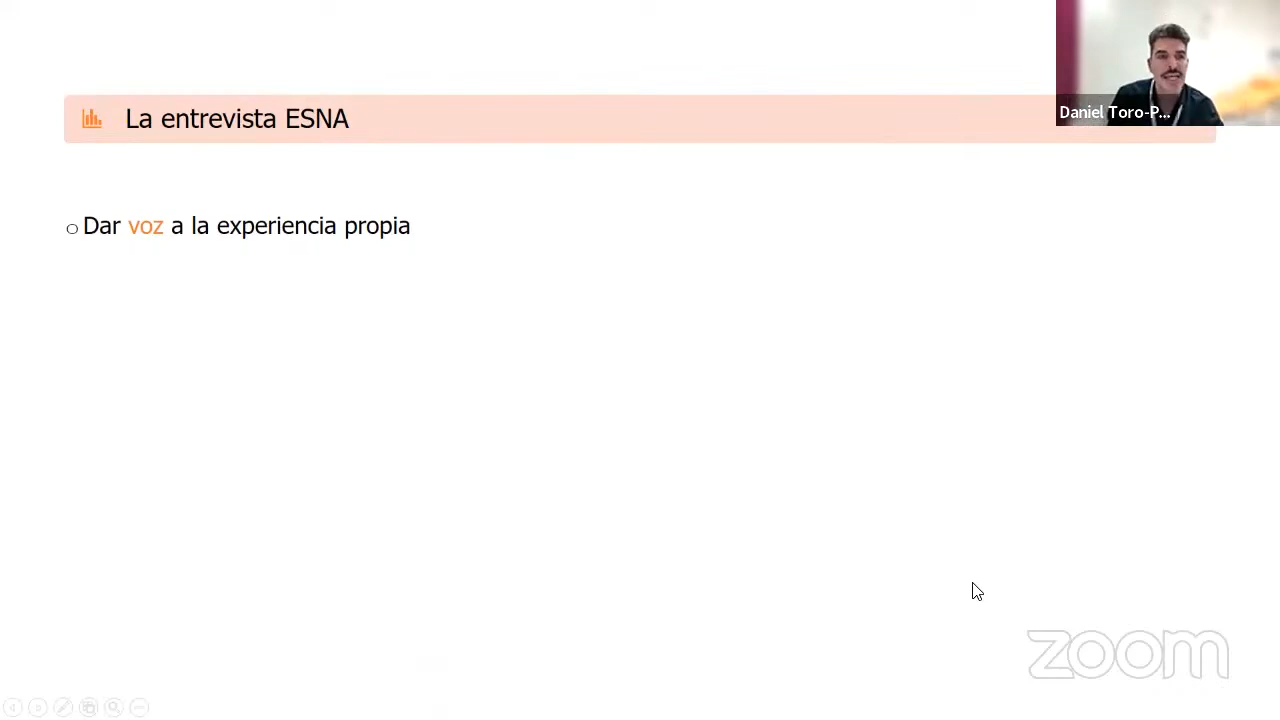 La entrevista ESNA
Daniel Toro-P...
Dar voz a la experiencia propia
zoom